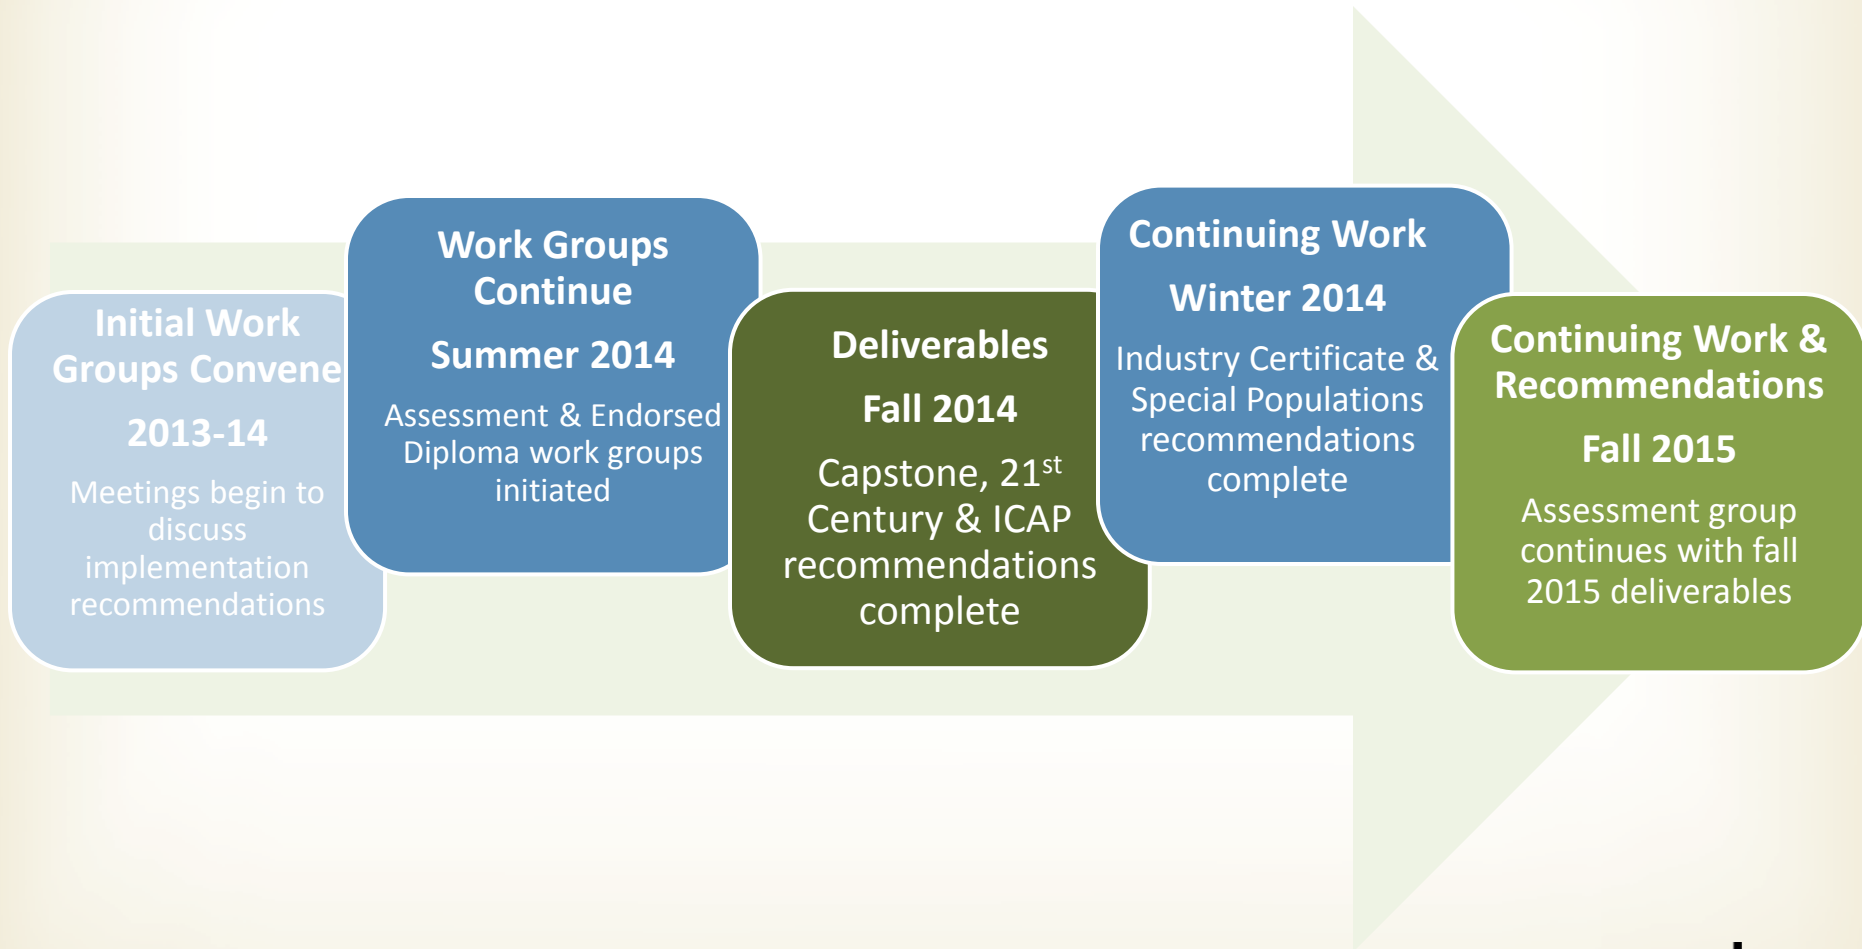 Initial Work
Groups Convene
2013-14
Meetings begin to
discuss
implementation
recommendations
Work Groups
Continue
Summer 2014
Assessment & Endorsed
Diploma work groups
initiated
Deliverables
Fall 2014
Capstone, 21st
Century & ICAP
recommendations
complete
Continuing Work
Winter 2014
Industry Certificate &
Special Populations
recommendations
complete
Continuing Work &
Recommendations
Fall 2015
Assessment group
continues with fall
2015 deliverables